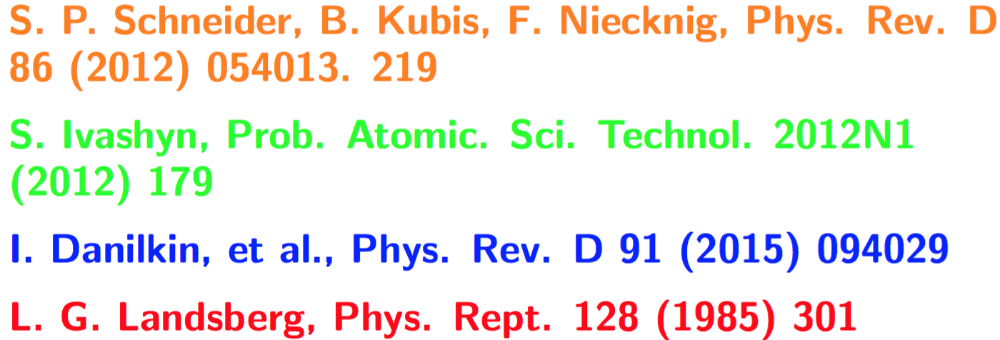 S. P. Schneider, B. Kubis, F. Niecknig, Phys. Rev. D
86 (2012) 054013. 219
S. Ivashyn, Prob. Atomic. Sci. Technol. 2012N1
(2012) 179
I. Danilkin, et al., Phys. Rev. D 91 (2015) 094029
L. G. Landsberg, Phys. Rept. 128 (1985) 301